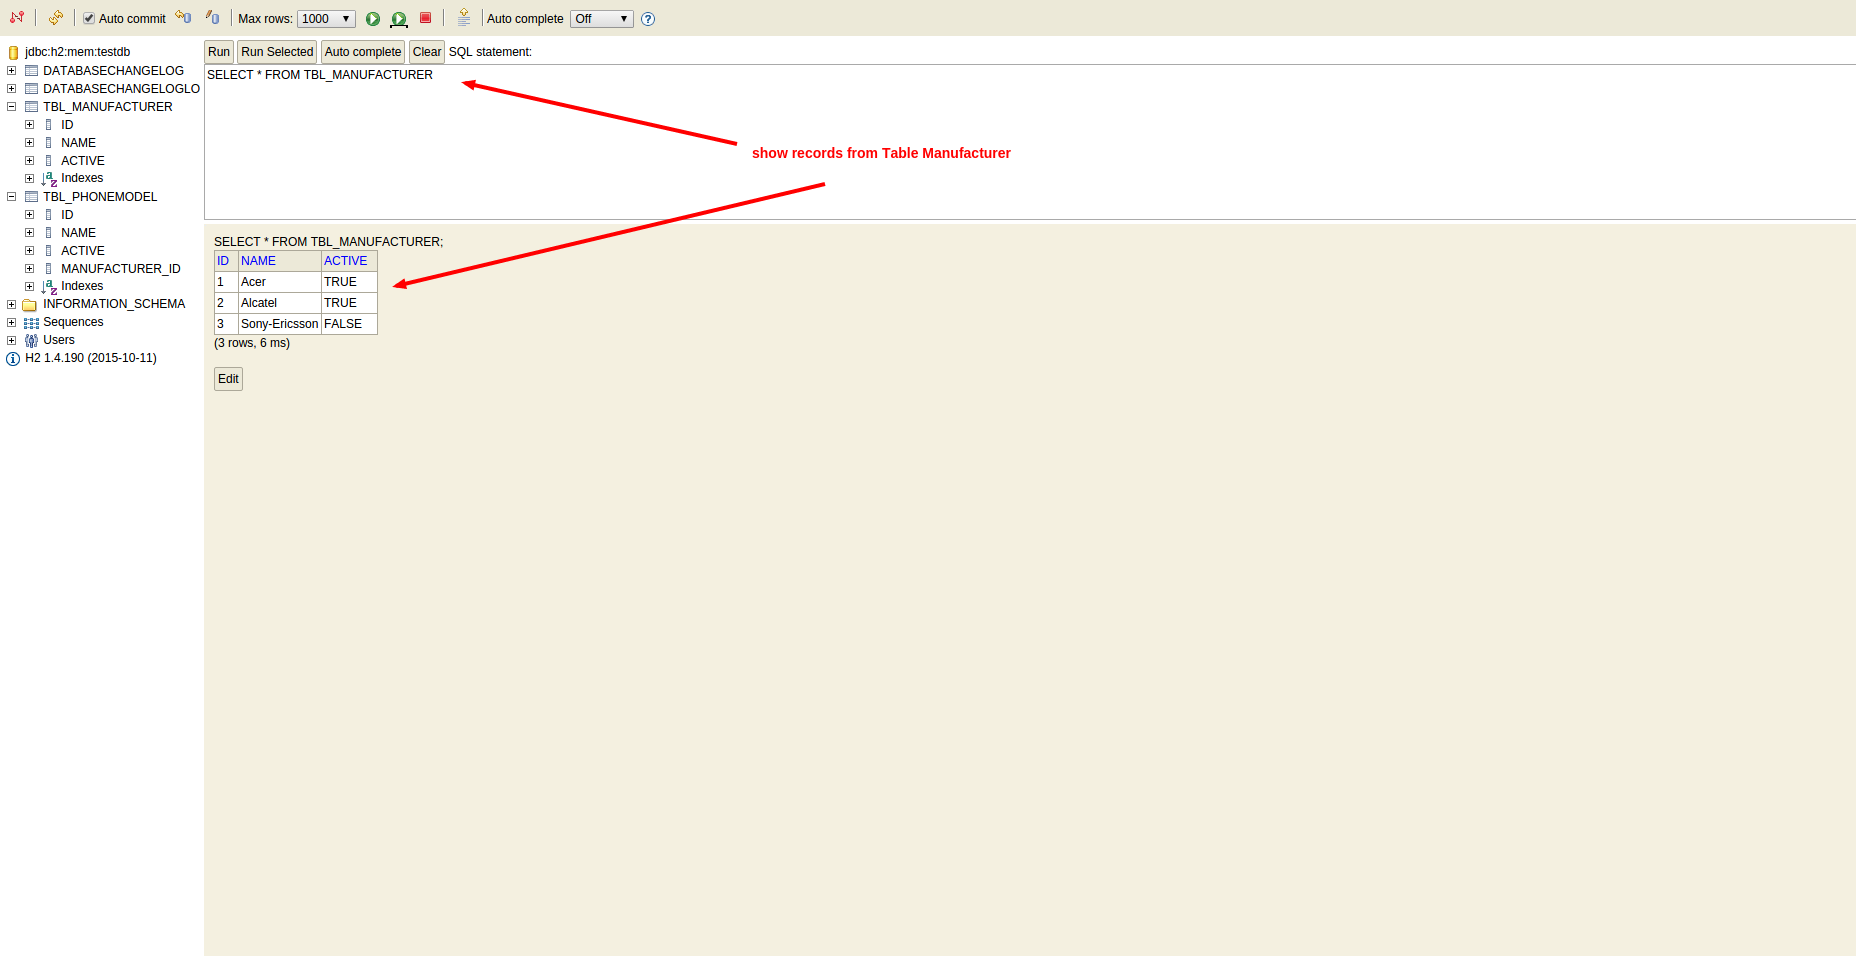 Auto commit Max rows: 1000 Auto complete Off
jdbc:h2:mem:testdb
DATABASECHANGELOG
DATABASECHANGELOGLO
TBL_MANUFACTURER
ID
NAME
ACTIVE
Indexes
TBL_PHONEMODEL
ID
NAME
ACTIVE
MANUFACTURER_ID
Indexes
INFORMATION_SCHEMA
Sequences
Users
H2 1.4.190 (2015-10-11)
Run Run Selected Auto complete Clear SQL statement:
SELECT * FROM TBL_MANUFACTURER
show records from Table Manufacturer
SELECT * FROM TBL_MANUFACTURER;
ID NAME ACTIVE
1 Acer TRUE
2 Alcatel TRUE
3 Sony-Ericsson FALSE
(3 rows, 6 ms)
Edit